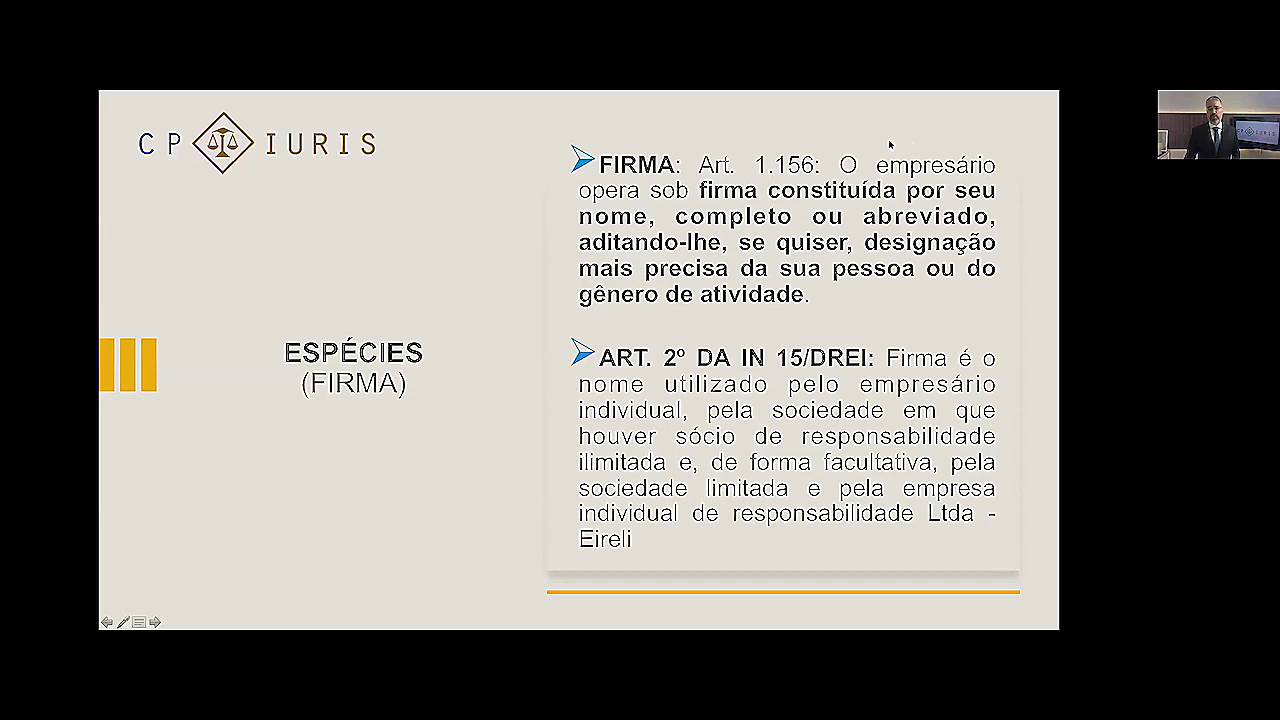 CP IURIS
ESPÉCIES
(FIRMA)
FIRMA: Art. 1.156: O empresário
opera sob firma constituída por seu
nome, completo ou abreviado,
aditando-lhe, se quiser, designação
mais precisa da sua pessoa ou do
gênero de atividade.
ART. 2º DA IN 15/DREI: Firma é o
nome utilizado pelo empresário
individual, pela sociedade em que
houver sócio de responsabilidade
ilimitada e, de forma facultativa, pela
sociedade limitada e pela empresa
individual de responsabilidade Ltda -
Eireli